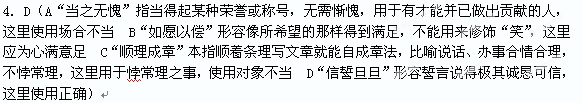 4. D（A“当之无愧”指当得起某种荣誉或称号，无需惭愧，用于有才能并已做出贡献的人，
这里使用场合不当  B“如愿以偿”形容像所希望的那样得到满足，不能用来修饰“笑”，这里
应为心满意足  C“顺理成章”本指顺着条理写文章就能自成章法，比喻说话、办事合情合理，
不悖常理，这里用于悖常理之事，使用对象不当  D“信誓旦旦”形容誓言说得极其诚恳可信，
这里使用正确）